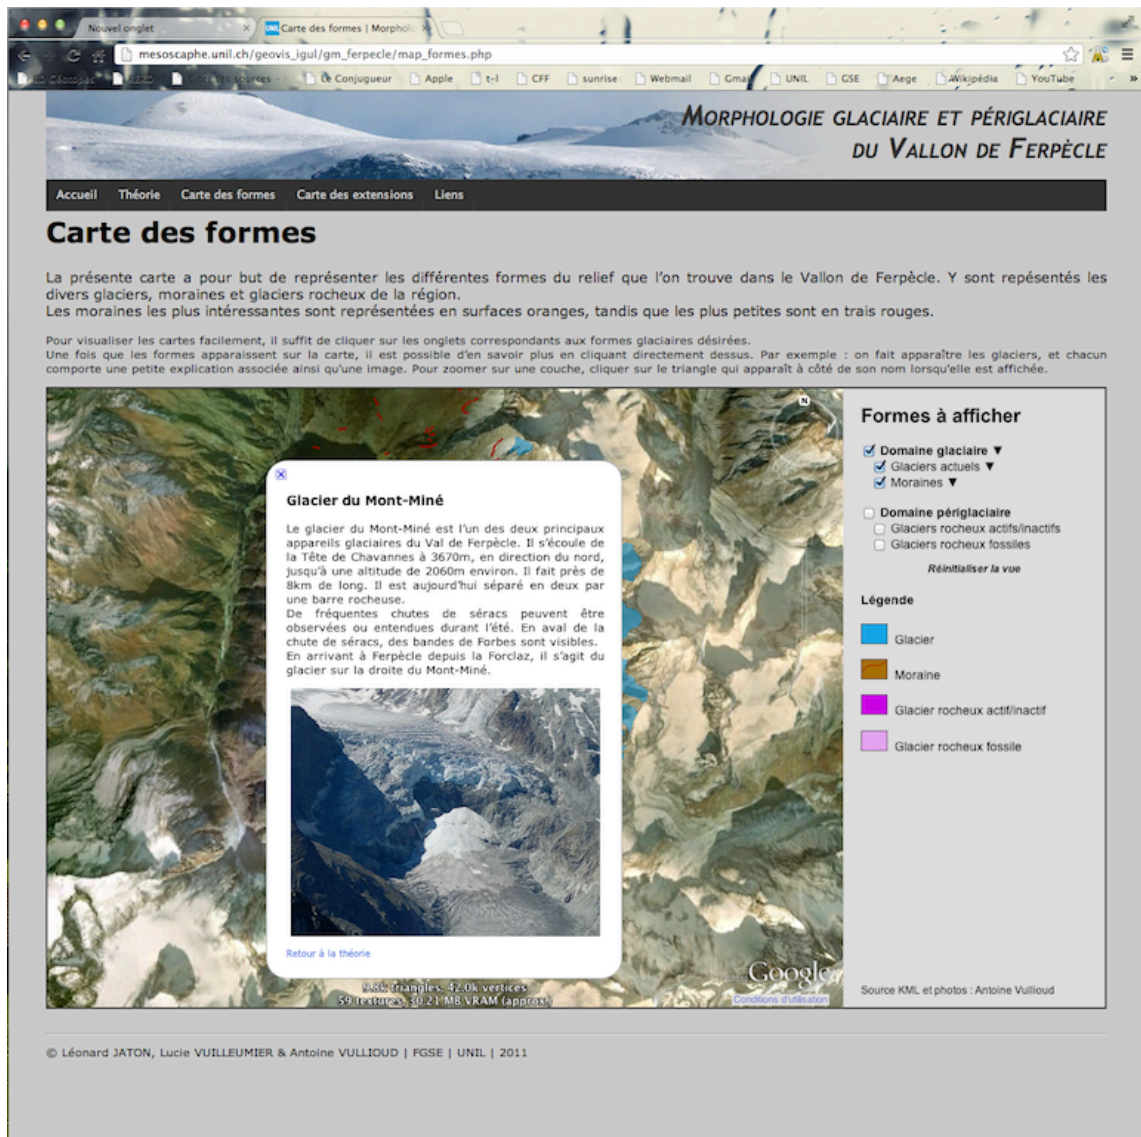 Nouvel onglet
Carte des formes | Morpholo
mesoscaphe.unil.ch/geovis_igul/gm_ferpecle/map_formes.php
Le Conjugueur Apple t-l CFF sunrise Webmail Gmail UNIL GSE Aege Wikipédia YouTube
MORPHOLOGIE GLACIAIRE ET PÉRIGLACIAIRE
DU VALLON DE FERPÈCLE
Accueil Théorie Carte des formes Carte des extensions Liens
Carte des formes
La présente carte a pour but de représenter les différentes formes du relief que l'on trouve dans le Vallon de Ferpècle. Y sont repésentés les
divers glaciers, moraines et glaciers rocheux de la région.
Les moraines les plus intéressantes sont représentées en surfaces oranges, tandis que les plus petites sont en trais rouges.
Pour visualiser les cartes facilement, il suffit de cliquer sur les onglets correspondants aux formes glaciaires désirées.
Une fois que les formes apparaissent sur la carte, il est possible d'en savoir plus en cliquant directement dessus. Par exemple : on fait apparaître les glaciers, et chacun
comporte une petite explication associée ainsi qu'une image. Pour zoomer sur une couche, cliquer sur le triangle qui apparaît à côté de son nom lorsqu'elle est affichée.
N
Glacier du Mont-Miné
Le glacier du Mont-Miné est l'un des deux principaux
appareils glaciaires du Val de Ferpècle. Il s'écoule de
la Tête de Chavannes à 3670m, en direction du nord,
jusqu'à une altitude de 2060m environ. Il fait près de
8km de long. Il est aujourd'hui séparé en deux par
une barre rocheuse.
De fréquentes chutes de séracs peuvent être
observées ou entendues durant l'été. En aval de la
chute de séracs, des bandes de Forbes sont visibles.
En arrivant à Ferpècle depuis la Forclaz, il s'agit du
glacier sur la droite du Mont-Miné.
Retour à la théorie
9.8k triangles, 42.0k vertices
59 textures, 30.21 MB VRAM (approx.)
Google
Conditions d'utilisation
Formes à afficher
Domaine glaciaire ▼
Glaciers actuels ▼
Moraines ▼
Domaine périglaciaire
Glaciers rocheux actifs/inactifs
Glaciers rocheux fossiles
Réinitialiser la vue
Légende
Glacier
Moraine
Glacier rocheux actif/inactif
Glacier rocheux fossile
Source KML et photos : Antoine Vullioud
© Léonard JATON, Lucie VUILLEUMIER & Antoine VULLIOUD | FGSE | UNIL | 2011